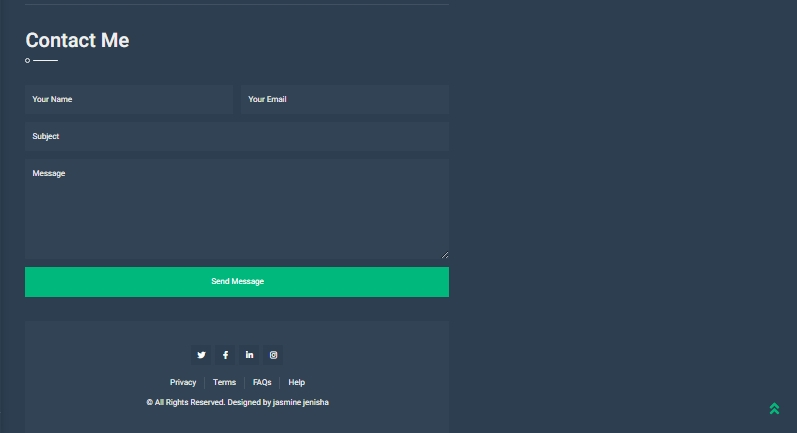 Contact Me
Your Name Your Email
Subject
Message
Send Message
Privacy Terms FAQs Help
© All Rights Reserved. Designed by jasmine jenisha